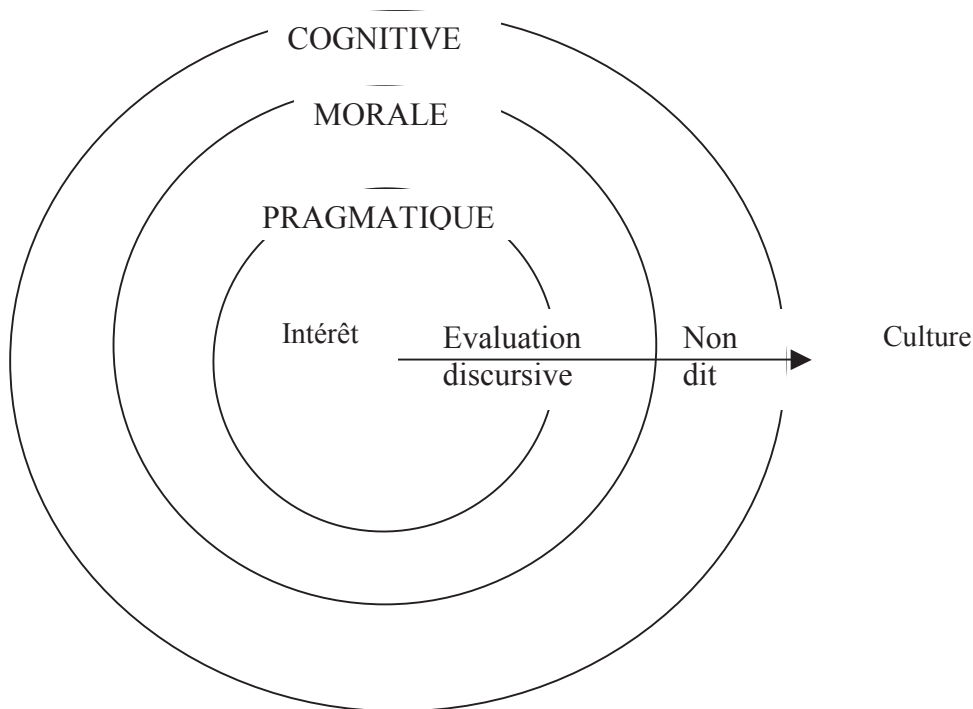 COGNITIVE
MORALE
PRAGMATIQUE
Intérêt
Evaluation
discursive
Non
dit
Culture